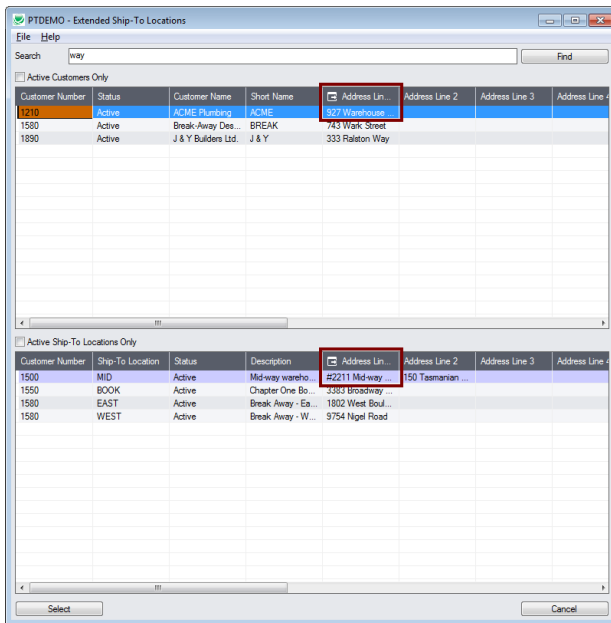 PTDEMO - Extended Ship-To Locations
File Help
Search way Find
Active Customers Only
Customer Number Status Customer Name Short Name Address Lin... Address Line 2 Address Line 3 Address Line 4
1210 Active ACME Plumbing ACME 927 Warehouse ...
1580 Active Break-Away Des... BREAK 743 Wark Street
1890 Active J & Y Builders Ltd. J & Y 333 Ralston Way
Active Ship-To Locations Only
Customer Number Ship-To Location Status Description Address Lin... Address Line 2 Address Line 3 Address Line 4
1500 MID Active Mid-way wareho... #2211 Mid-way ... 150 Tasmanian ...
1550 BOOK Active Chapter One Bo... 3383 Broadway ...
1580 EAST Active Break Away - Ea... 1802 West Boul...
1580 WEST Active Break Away - W... 9754 Nigel Road
Select Cancel